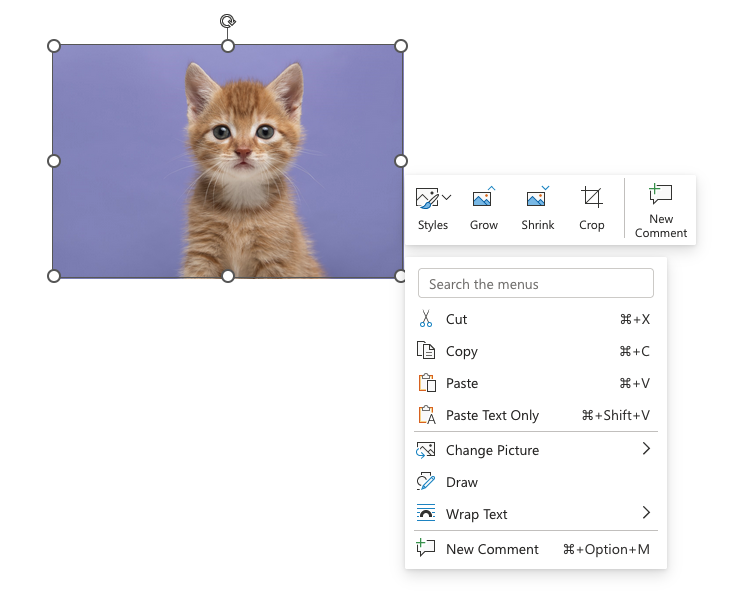 Styles
Grow
Shrink
Crop
New
Comment
Search the menus
Cut ⌘+X
Copy ⌘+C
Paste ⌘+V
Paste Text Only ⌘+Shift+V
Change Picture
Draw
Wrap Text
New Comment ⌘+Option+M